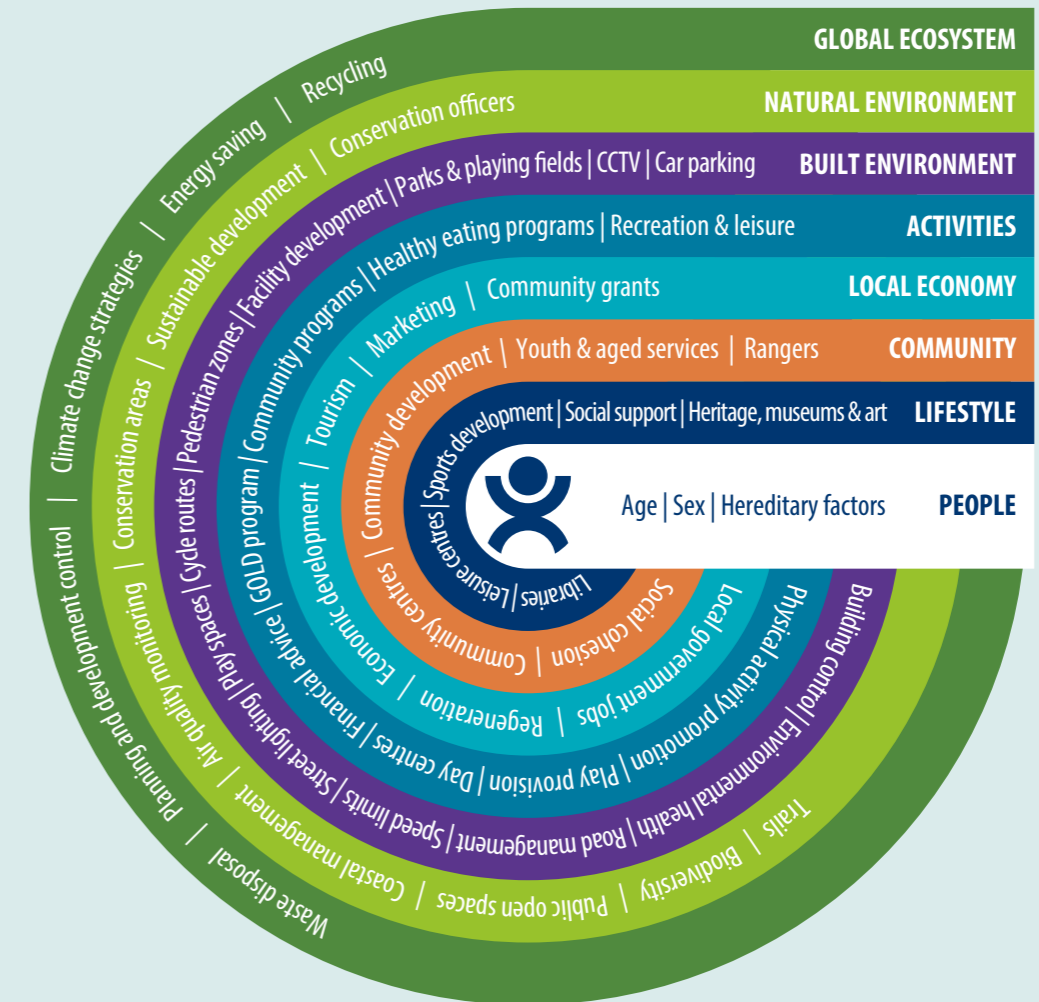 Waste disposal | Planning and development control | Climate change strategies | Energy saving | Recycling
GLOBAL ECOSYSTEM
Trails | Biodiversity | Public open spaces | Coastal management | Air quality monitoring | Conservation areas | Sustainable development | Conservation officers
NATURAL ENVIRONMENT
Building control | Environmental health | Road management | Speed limits | Street lighting | Play spaces | Cycle routes | Pedestrian zones | Facility development | Parks & playing fields | CCTV | Car parking
BUILT ENVIRONMENT
Physical activity promotion | Play provision | Day centres | Financial advice | GOLD program | Community programs | Healthy eating programs | Recreation & leisure
ACTIVITIES
Local government jobs | Regeneration | Economic development | Tourism | Marketing | Community grants
LOCAL ECONOMY
Social cohesion | Community centres | Community development | Youth & aged services | Rangers
COMMUNITY
Libraries | Leisure centres | Sports development | Social support | Heritage, museums & art
LIFESTYLE
Age | Sex | Hereditary factors
PEOPLE